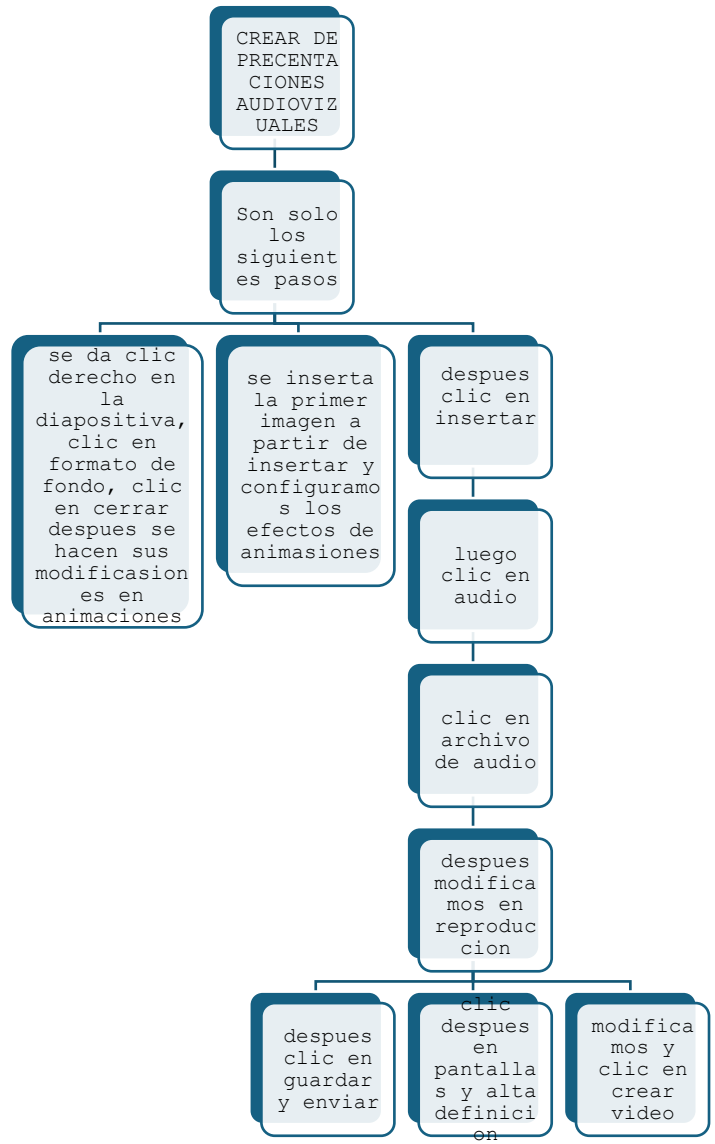 CREAR DE
PRECENTA
CIONES
AUDIOVIZ
UALES
Son solo
los
siguient
es pasos
se da clic
derecho en
la
diapositiva,
clic en
formato de
fondo, clic
en cerrar
despues se
hacen sus
modificasion
es en
animaciones
se inserta
la primer
imagen a
partir de
insertar y
configuramo
s los
efectos de
animasiones
despues
clic en
insertar
luego
clic en
audio
clic en
archivo
de audio
despues
modifica
mos en
reproduc
cion
despues
clic en
guardar
y enviar
clic
despues
en
pantalla
s y alta
definici
on
modifica
mos y
clic en
crear
video